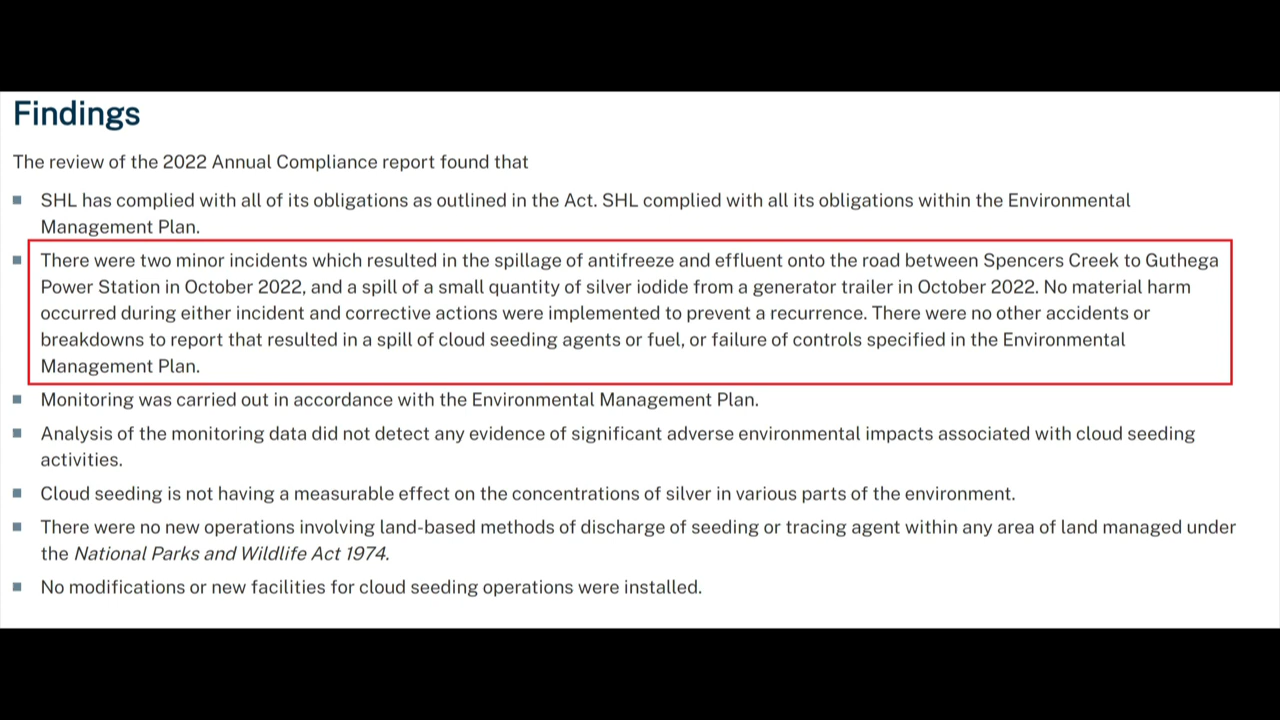 Findings
The review of the 2022 Annual Compliance report found that
SHL has complied with all of its obligations as outlined in the Act. SHL complied with all its obligations within the Environmental
Management Plan.
There were two minor incidents which resulted in the spillage of antifreeze and effluent onto the road between Spencers Creek to Guthega
Power Station in October 2022, and a spill of a small quantity of silver iodide from a generator trailer in October 2022. No material harm
occurred during either incident and corrective actions were implemented to prevent a recurrence. There were no other accidents or
breakdowns to report that resulted in a spill of cloud seeding agents or fuel, or failure of controls specified in the Environmental
Management Plan.
Monitoring was carried out in accordance with the Environmental Management Plan.
Analysis of the monitoring data did not detect any evidence of significant adverse environmental impacts associated with cloud seeding
activities.
Cloud seeding is not having a measurable effect on the concentrations of silver in various parts of the environment.
There were no new operations involving land-based methods of discharge of seeding or tracing agent within any area of land managed under
the National Parks and Wildlife Act 1974.
No modifications or new facilities for cloud seeding operations were installed.